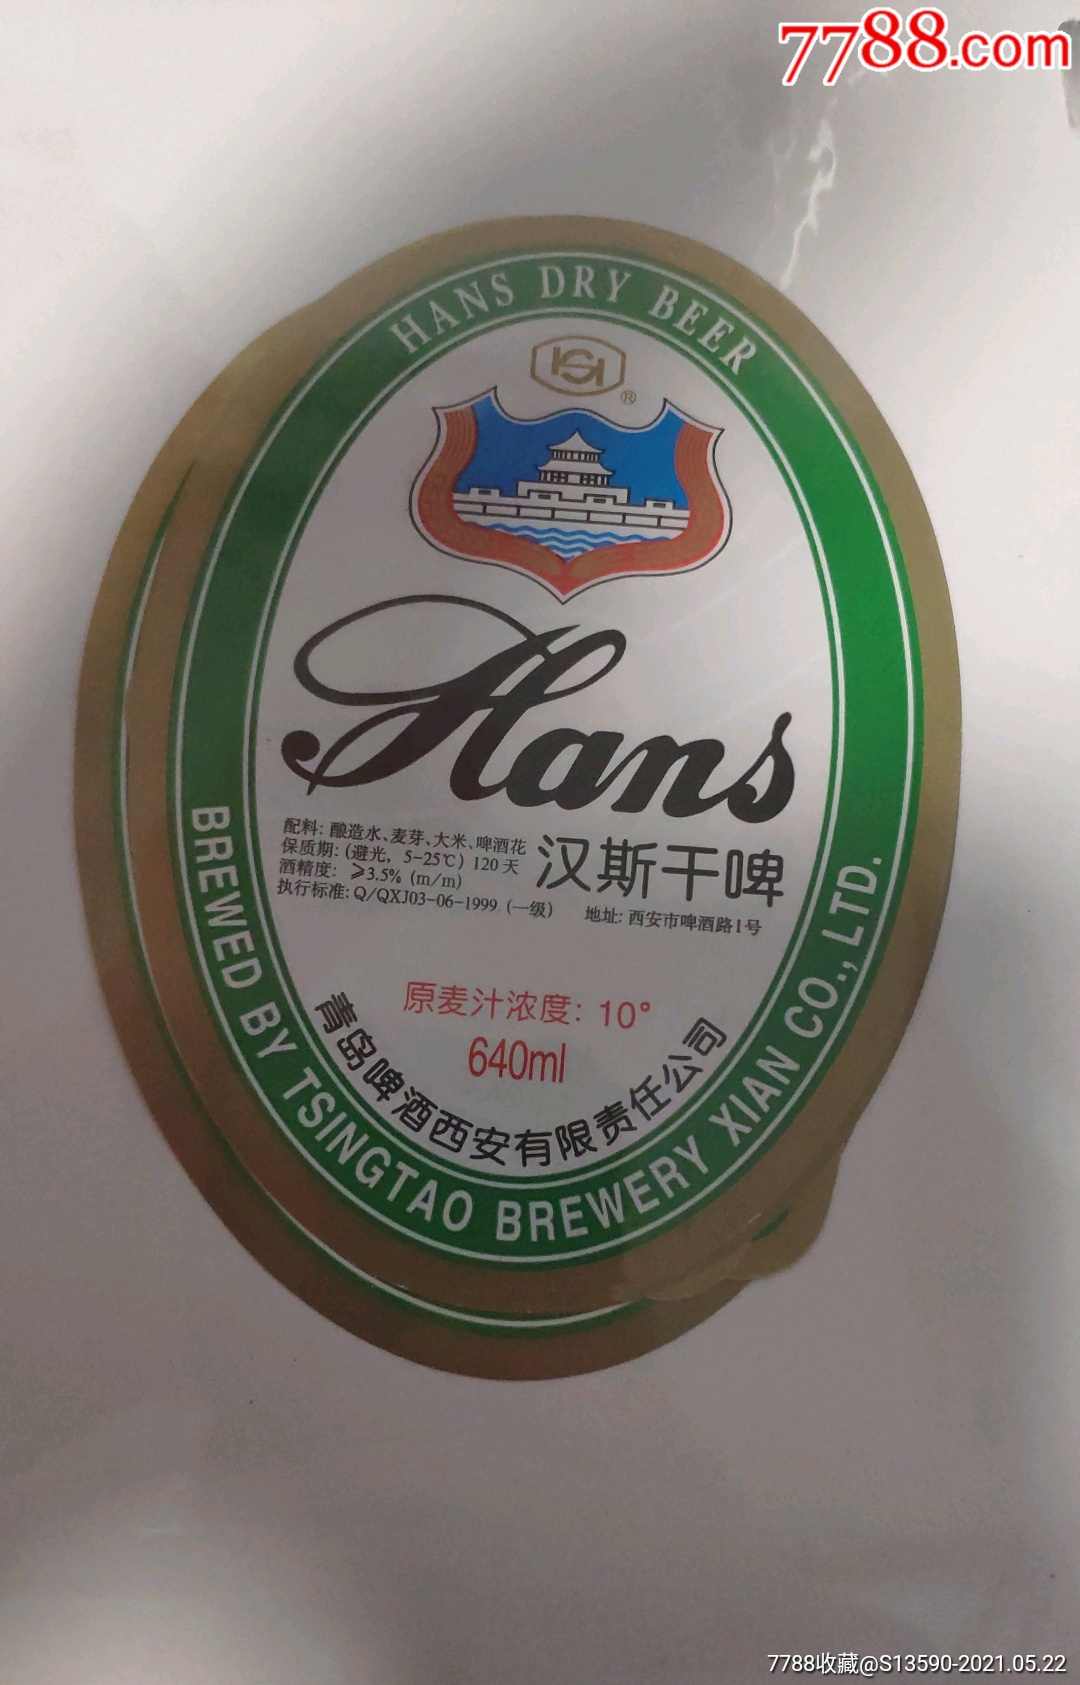 7788.com
HANS DRY BEER
®
Hans
汉斯干啤
配料: 酿造水、麦芽、大米、啤酒花
保质期: (避光, 5-25℃) 120 天
酒精度: ≥3.5% (m/m)
执行标准: Q/QXJ03-06-1999. (一级) 地址: 西安市啤酒路1号
原麦汁浓度: 10°
640ml
青岛啤酒西安有限责任公司
BREWED BY TSINGTAO BREWERY XIAN CO., LTD.
7788收藏@S13590-2021.05.22